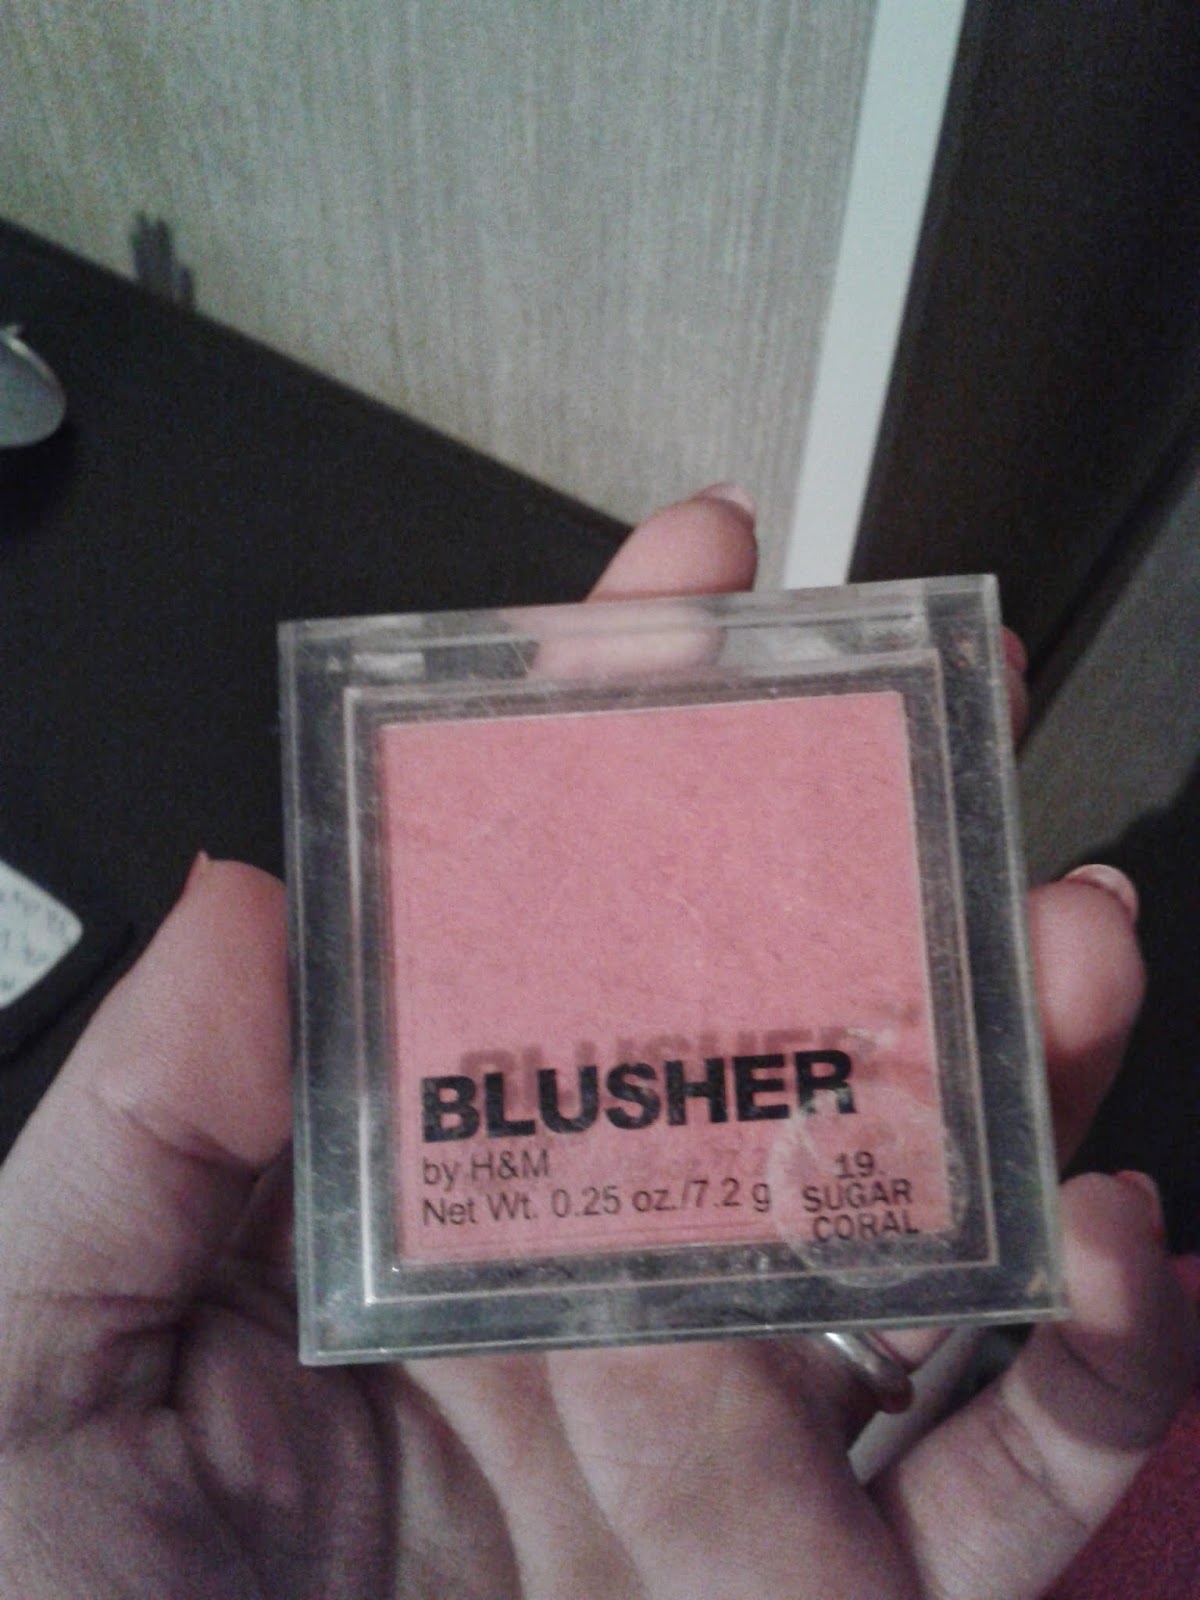 BLUSHER
by H&M
Net Wt. 0.25 oz./7.2 g
19.
SUGAR
CORAL